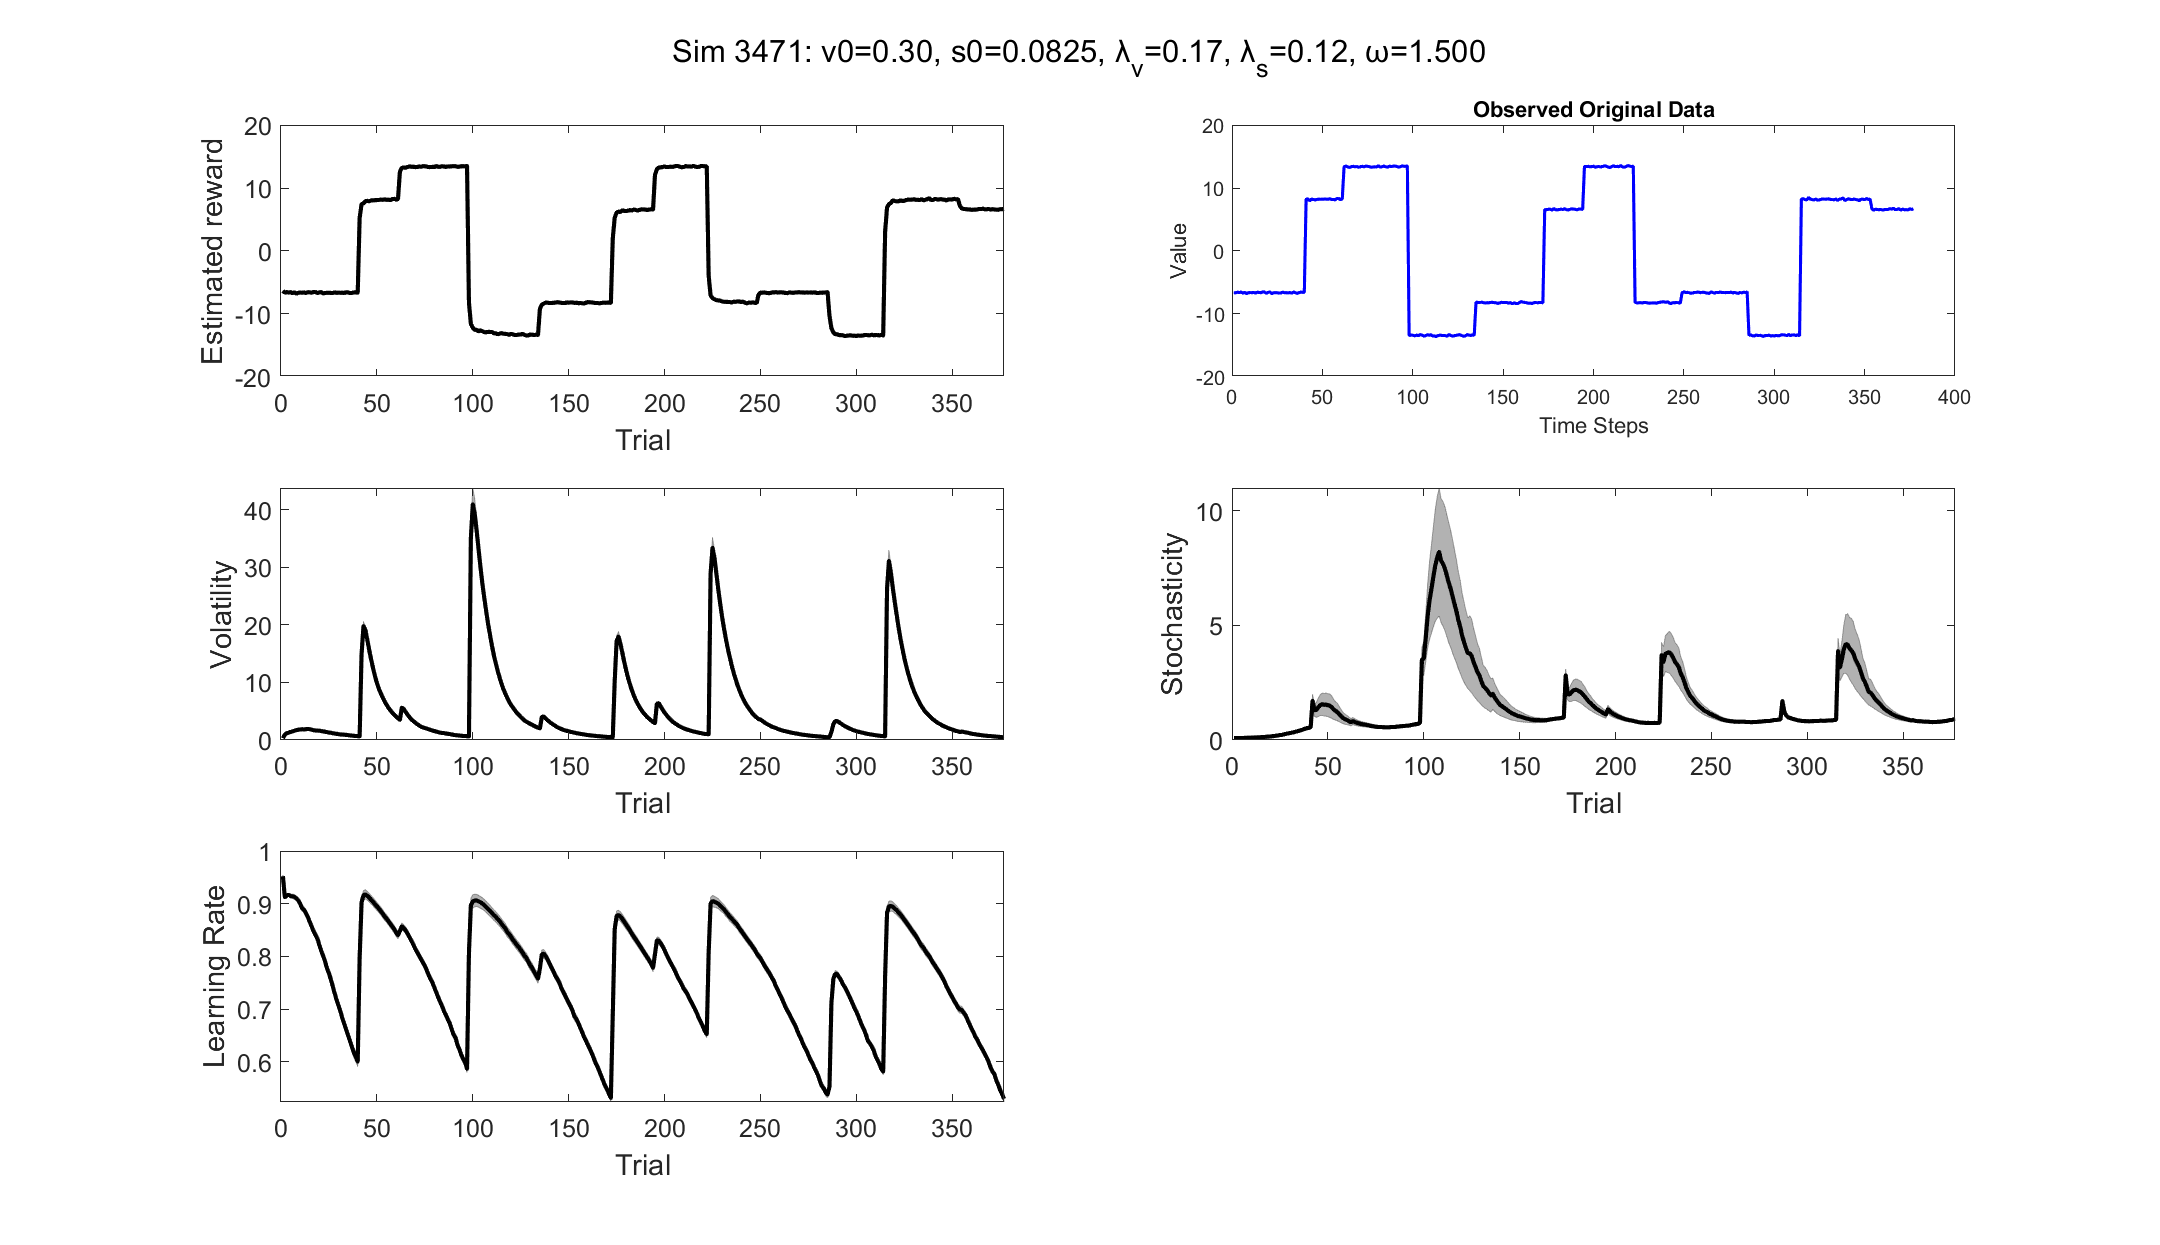 Sim 3471: v0=0.30, s0=0.0825, λ_v=0.17, λ_s=0.12, ω=1.500
Estimated reward
20
10
0
-10
-20
0 50 100 150 200 250 300 350
Trial
Observed Original Data
Value
20
10
0
-10
-20
0 50 100 150 200 250 300 350 400
Time Steps
Volatility
40
30
20
10
0
0 50 100 150 200 250 300 350
Trial
Stochasticity
10
5
0
0 50 100 150 200 250 300 350
Trial
Learning Rate
1
0.9
0.8
0.7
0.6
0 50 100 150 200 250 300 350
Trial